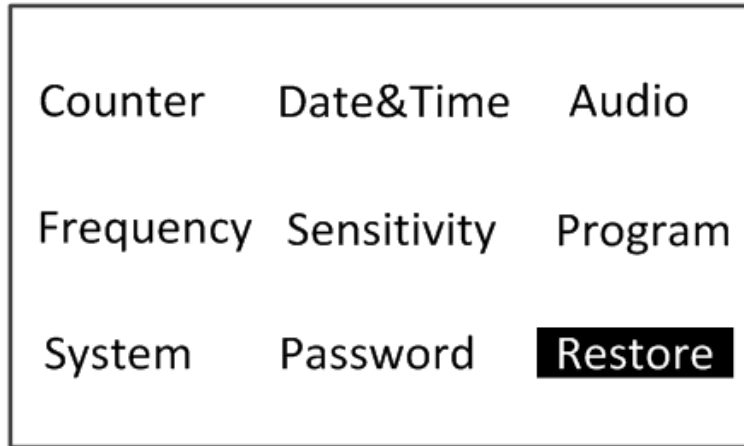 Counter Date&Time Audio
Frequency Sensitivity Program
System Password Restore